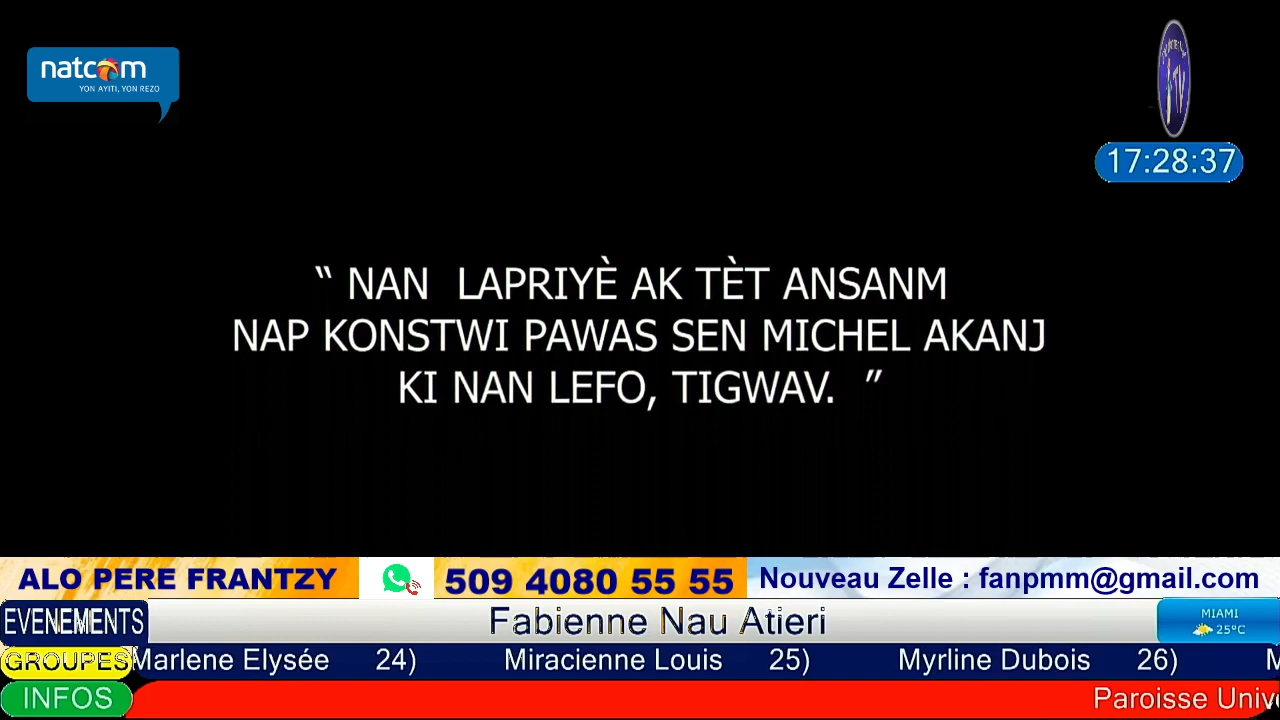 natcom
YON AYITI, YON REZO
TV
17:28:37
“ NAN LAPRIYÈ AK TÈT ANSANM
NAP KONSTWI PAWAS SEN MICHEL AKANJ
KI NAN LEFO, TIGWAV. ”
ALO PERE FRANTZY
509 4080 55 55
Nouveau Zelle : fanpmm@gmail.com
EVENEMENTS
Fabienne Nau Atieri
MIAMI
25°C
GROUPES
Marlene Elysée 24) Miracienne Louis 25) Myrline Dubois 26) M
INFOS
Paroisse Unive